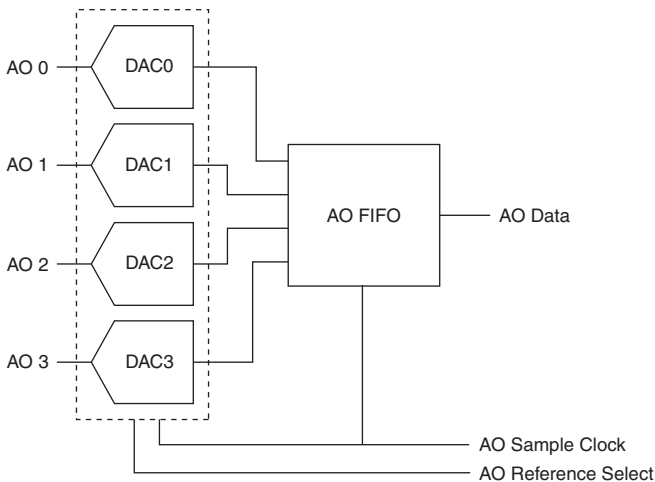 AO 0
DAC0
AO 1
DAC1
AO 2
DAC2
AO 3
DAC3
AO FIFO
AO Data
AO Sample Clock
AO Reference Select